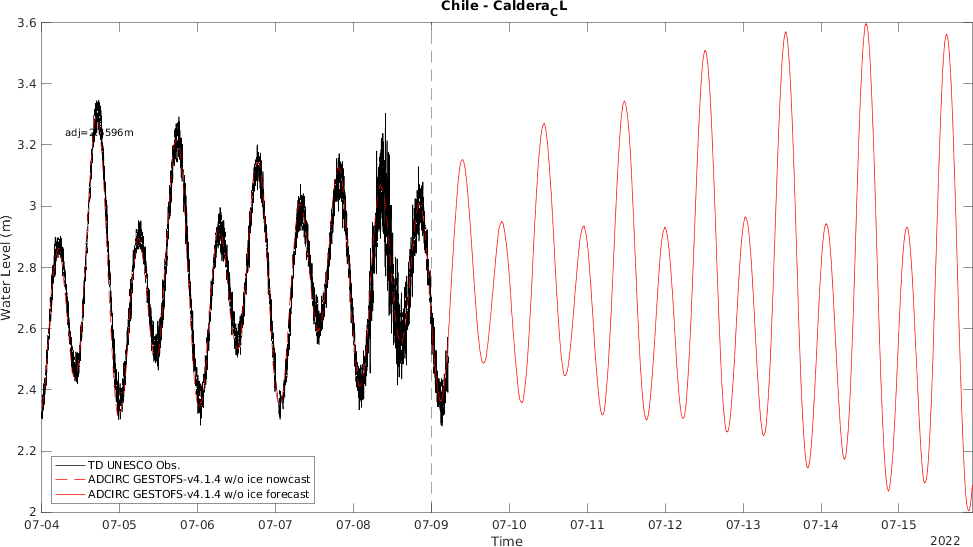 Chile - Caldera_CL
3.6
3.4
3.2
3
2.8
2.6
2.4
2.2
2
Water Level (m)
TD UNESCO Obs.
ADCIRC GESTOFS-v4.1.4 w/o ice nowcast
ADCIRC GESTOFS-v4.1.4 w/o ice forecast
07-04 07-05 07-06 07-07 07-08 07-09 07-10 07-11 07-12 07-13 07-14 07-15
Time
2022